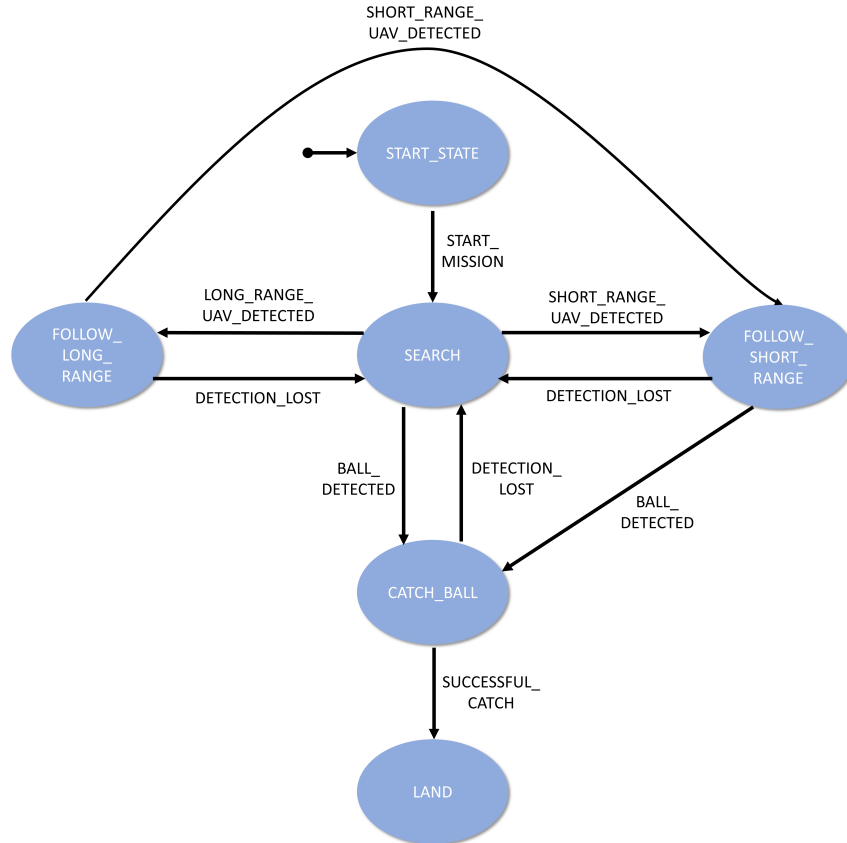 SHORT_RANGE_
UAV_DETECTED
START_STATE
START_
MISSION
LONG_RANGE_
UAV_DETECTED
SHORT_RANGE_
UAV_DETECTED
FOLLOW_
LONG_
RANGE
SEARCH
FOLLOW_
SHORT_
RANGE
DETECTION_LOST
DETECTION_LOST
BALL_
DETECTED
DETECTION_
LOST
BALL_
DETECTED
CATCH_BALL
SUCCESSFUL_
CATCH
LAND